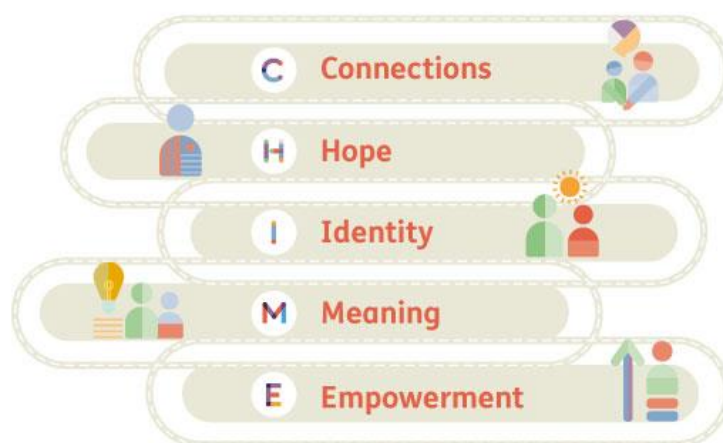 C Connections
H Hope
I Identity
M Meaning
E Empowerment